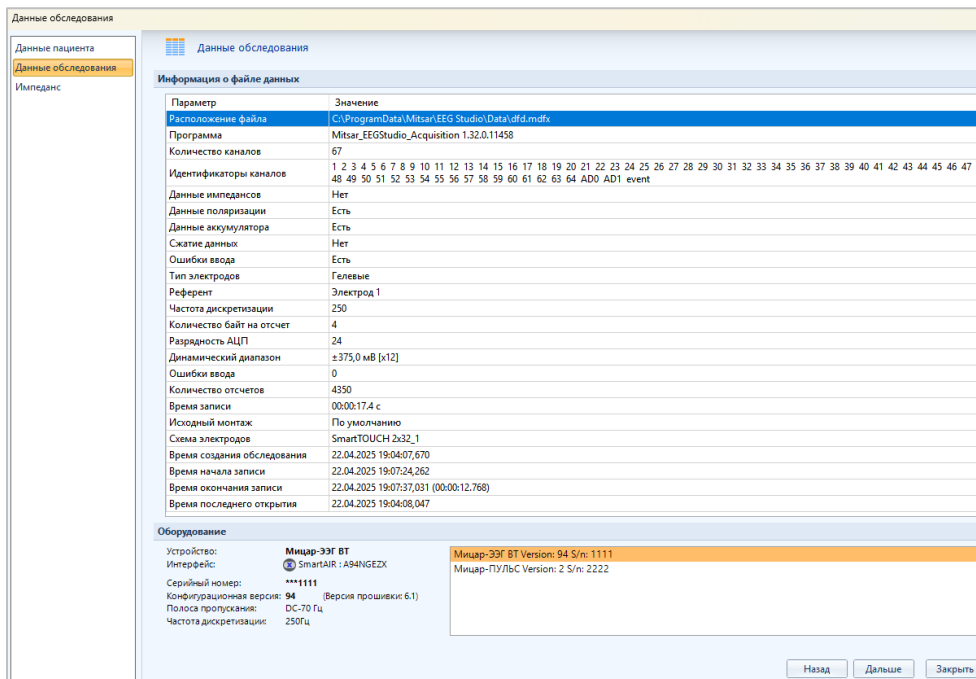 Данные обследования
Данные пациента
Данные обследования
Импеданс
Данные обследования
Информация о файле данных
Параметр Значение
Расположение файла C:\ProgramData\Mitsar\EEG Studio\Data\dfd.mdfx
Программа Mitsar_EEGStudio_Acquisition 1.32.0.11458
Количество каналов 67
Идентификаторы каналов 1 2 3 4 5 6 7 8 9 10 11 12 13 14 15 16 17 18 19 20 21 22 23 24 25 26 27 28 29 30 31 32 33 34 35 36 37 38 39 40 41 42 43 44 45 46 47
48 49 50 51 52 53 54 55 56 57 58 59 60 61 62 63 64 AD0 AD1 event
Данные импедансов Нет
Данные поляризации Есть
Данные аккумулятора Есть
Сжатие данных Нет
Ошибки ввода Есть
Тип электродов Гелевые
Референт Электрод 1
Частота дискретизации 250
Количество байт на отсчет 4
Разрядность АЦП 24
Динамический диапазон ±375,0 мВ [x12]
Ошибки ввода 0
Количество отсчетов 4350
Время записи 00:00:17.4 с
Исходный монтаж По умолчанию
Схема электродов SmartTOUCH 2x32_1
Время создания обследования 22.04.2025 19:04:07,670
Время начала записи 22.04.2025 19:07:24,262
Время окончания записи 22.04.2025 19:07:37,031 (00:00:12.768)
Время последнего открытия 22.04.2025 19:04:08,047
Оборудование
Устройство: Мицар-ЭЭГ BT
Интерфейс: SmartAIR : A94NGEZX
Серийный номер: ***1111
Конфигурационная версия: 94 (Версия прошивки: 6.1)
Полоса пропускания: DC-70 Гц
Частота дискретизации: 250Гц
Мицар-ЭЭГ BT Version: 94 S/n: 1111
Мицар-ПУЛЬС Version: 2 S/n: 2222
Назад Дальше Закрыть